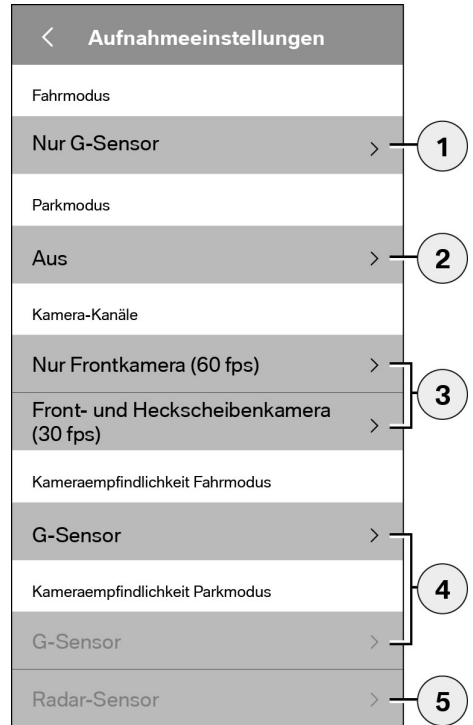 Aufnahmeeinstellungen
Fahrmodus
Nur G-Sensor
1
Parkmodus
Aus
2
Kamera-Kanäle
Nur Frontkamera (60 fps)
3
Front- und Heckscheibenkamera
(30 fps)
Kameraempfindlichkeit Fahrmodus
G-Sensor
4
Kameraempfindlichkeit Parkmodus
G-Sensor
Radar-Sensor
5